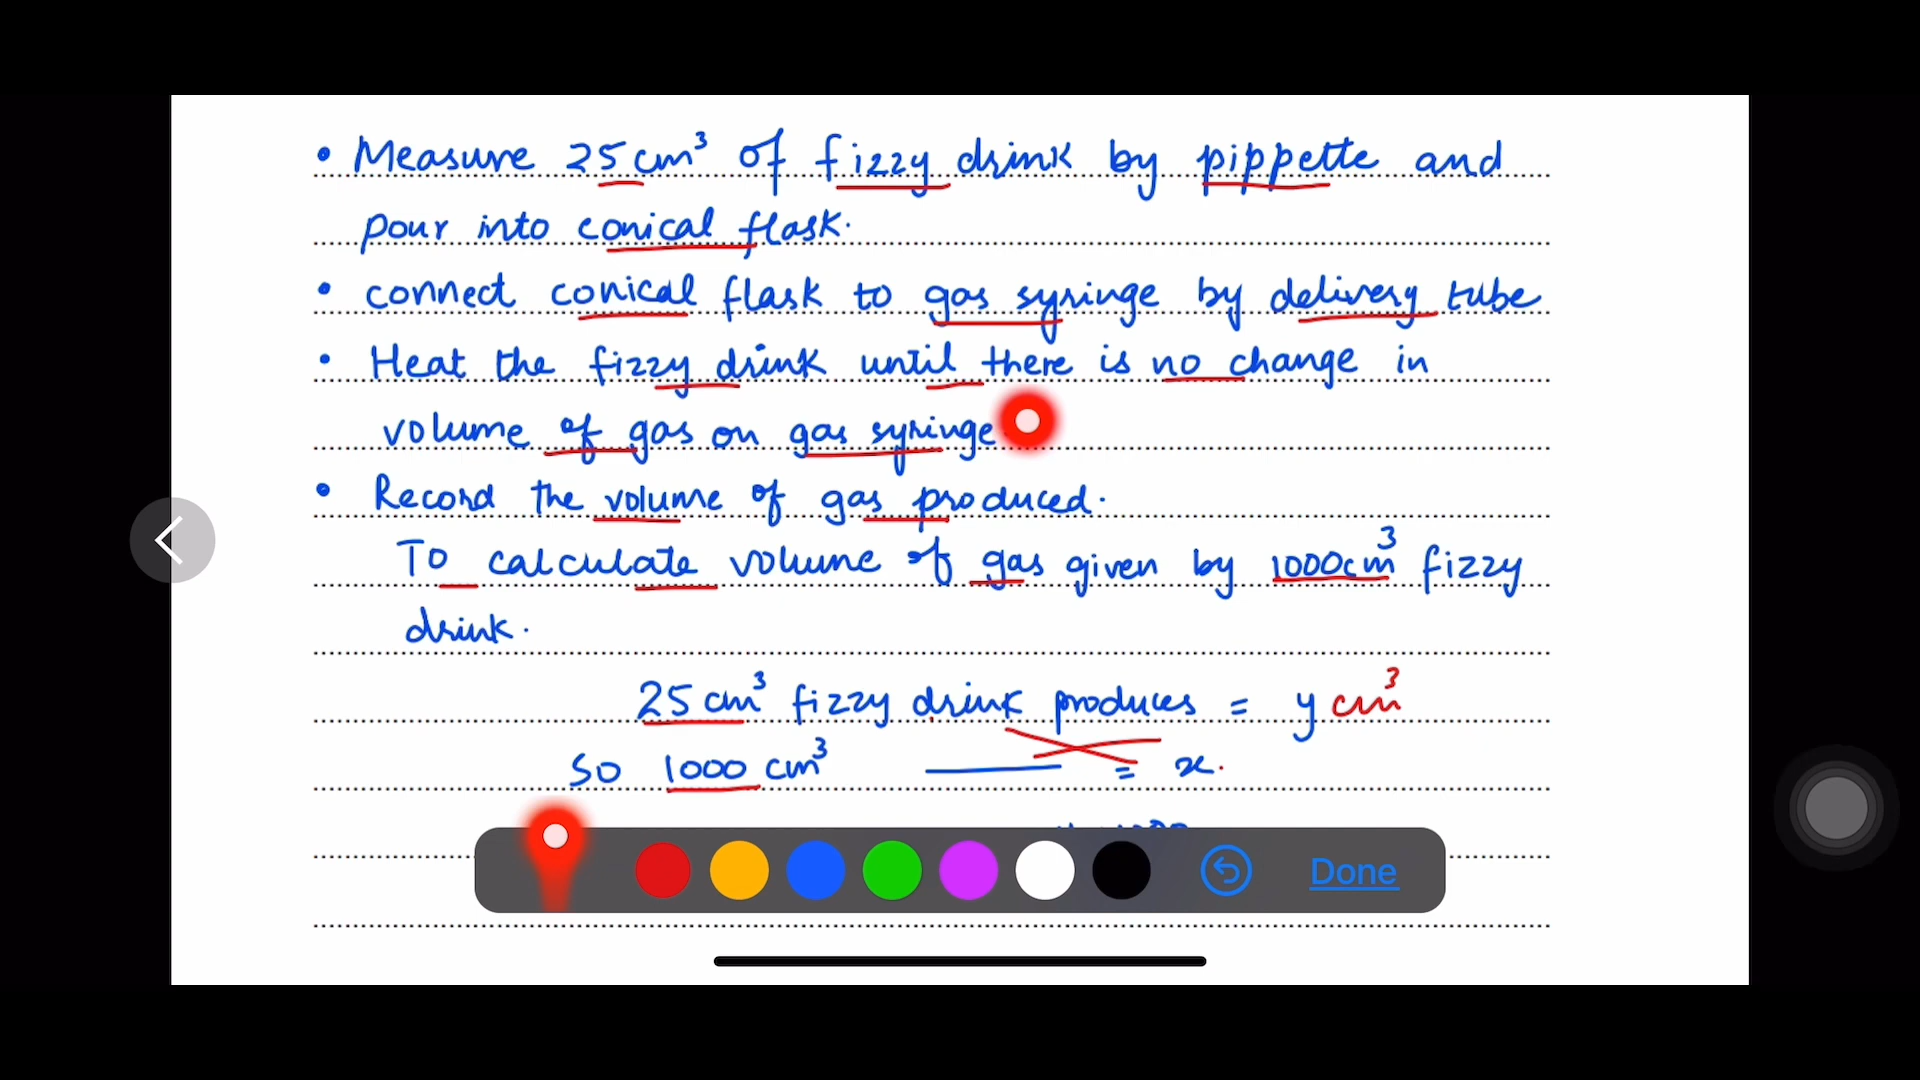 • Measure 25cm³ of fizzy drink by pippette and
pour into conical flask.
• connect conical flask to gas syringe by delivery tube
• Heat the fizzy drink until there is no change in
volume of gas on gas syringe
• Record the volume of gas produced.
To calculate volume of gas given by 1000cm³ fizzy
drink.
25 cm³ fizzy drink produces = y cm³
So 1000 cm³ —— = x.
Done